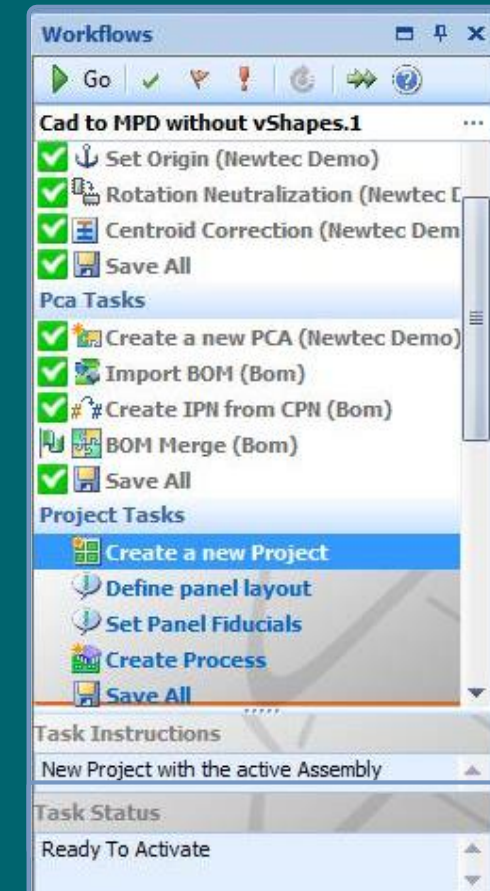 Workflows
Go
Cad to MPD without vShapes.1 ...
Set Origin (Newtec Demo)
Rotation Neutralization (Newtec D
Centroid Correction (Newtec Dem
Save All
Pca Tasks
Create a new PCA (Newtec Demo)
Import BOM (Bom)
Create IPN from CPN (Bom)
BOM Merge (Bom)
Save All
Project Tasks
Create a new Project
Define panel layout
Set Panel Fiducials
Create Process
Save All
Task Instructions
New Project with the active Assembly
Task Status
Ready To Activate